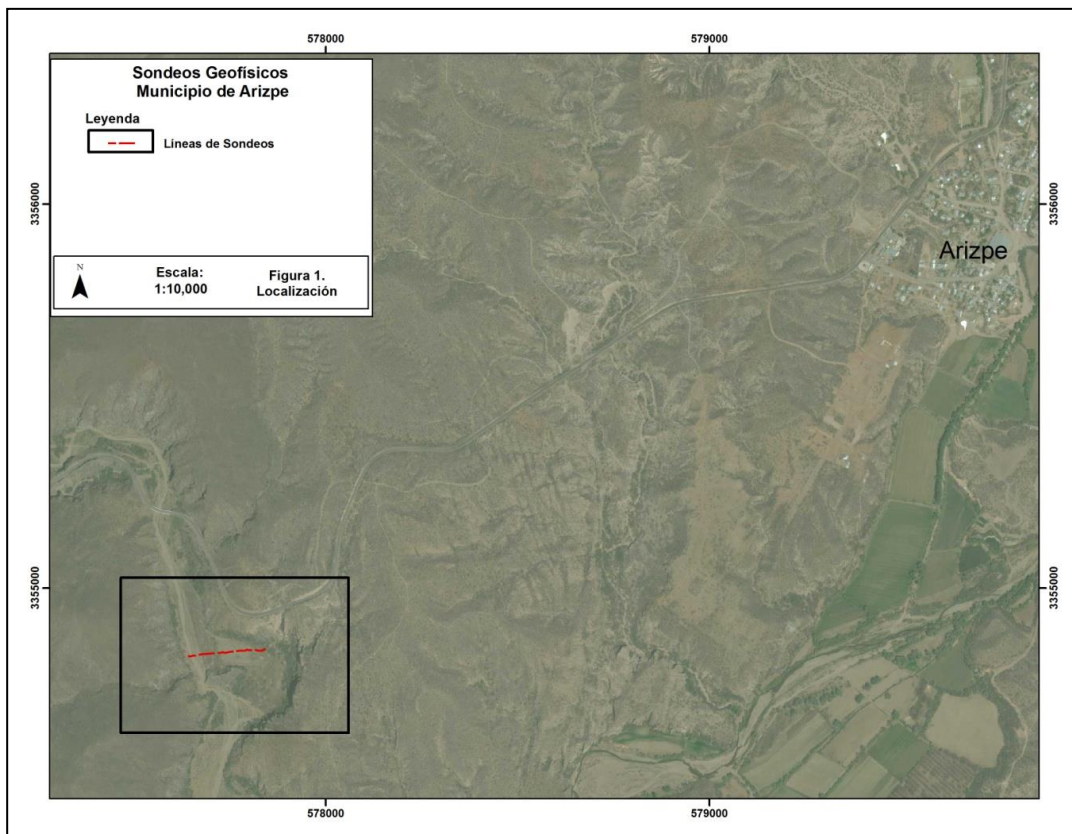 578000
579000
Sondeos Geofísicos
Municipio de Arizpe
Leyenda
Líneas de Sondeos
3356000
3356000
Arizpe
N
Escala:
1:10,000
Figura 1.
Localización
3355000
3355000
578000
579000